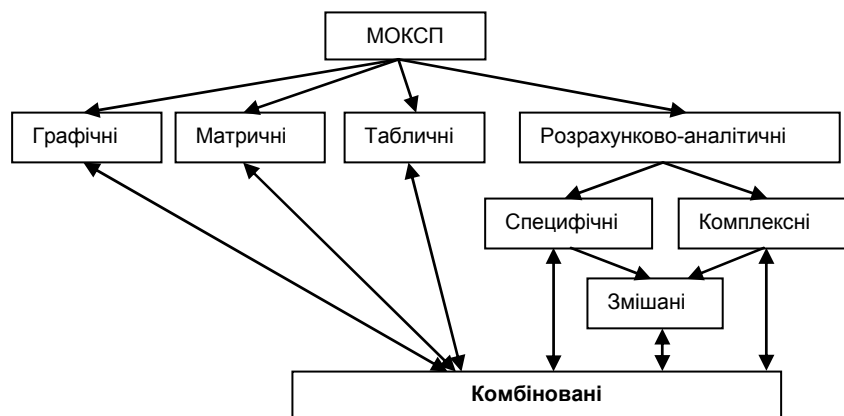 МОКСП
Графічні
Матричні
Табличні
Розрахунково-аналітичні
Специфічні
Комплексні
Змішані
Комбіновані